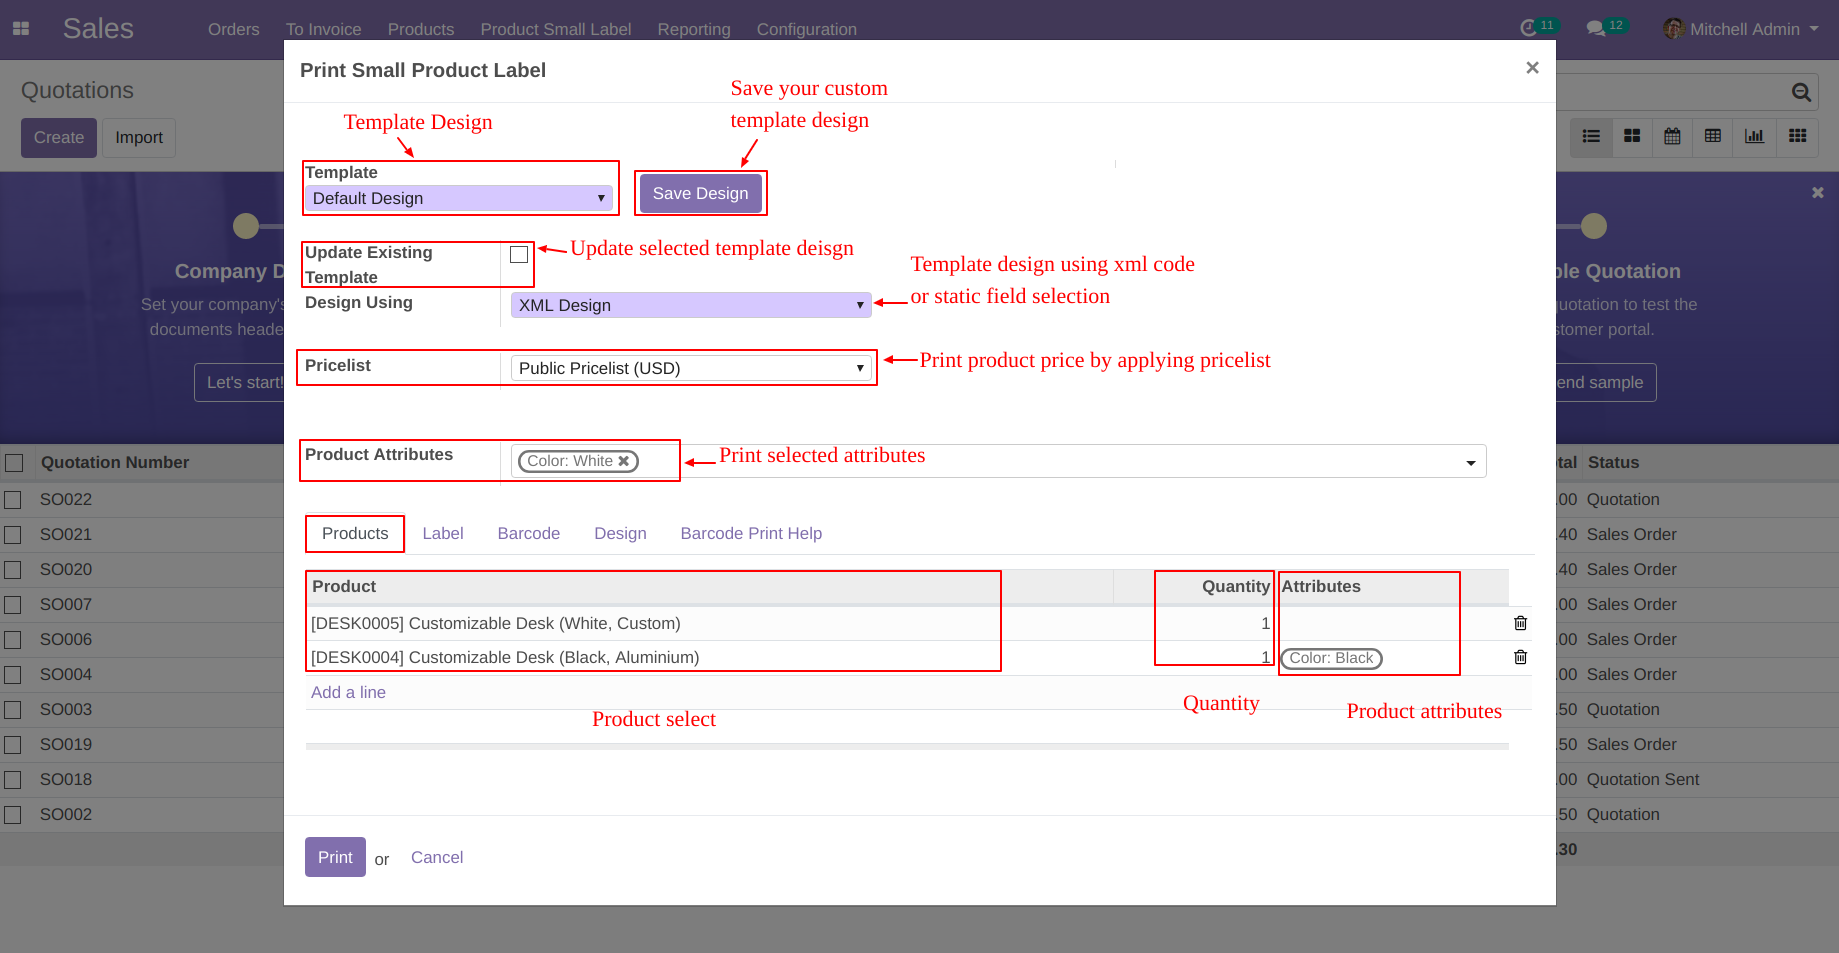 Sales
Orders
To Invoice
Products
Product Small Label
Reporting
Configuration
11
12
Mitchell Admin
Quotations
Create
Import
Print Small Product Label
Template Design
Save your custom
template design
Template
Default Design
Save Design
Update Existing
Template
Update selected template deisgn
Design Using
XML Design
Template design using xml code
or static field selection
Pricelist
Public Pricelist (USD)
Print product price by applying pricelist
Product Attributes
Color: White
Print selected attributes
Products
Label
Barcode
Design
Barcode Print Help
Product
Quantity
Attributes
[DESK0005] Customizable Desk (White, Custom)
1
[DESK0004] Customizable Desk (Black, Aluminium)
1
Color: Black
Add a line
Product select
Quantity
Product attributes
Print
or
Cancel
Company D
Set your company's
documents heade
Let's start!
ple Quotation
quotation to test the
stomer portal.
end sample
Quotation Number
tal
Status
SO022
.00
Quotation
SO021
.40
Sales Order
SO020
.40
Sales Order
SO007
.00
Sales Order
SO006
.00
Sales Order
SO004
.00
Sales Order
SO003
.50
Quotation
SO019
.50
Sales Order
SO018
.00
Quotation Sent
SO002
.50
Quotation
.30